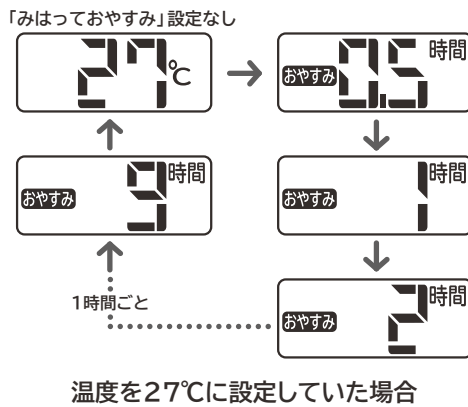 「みはっておやすみ」設定なし
27℃
おやすみ 0.5 時間
おやすみ 9 時間
おやすみ 1 時間
1時間ごと
おやすみ 2 時間
温度を27℃に設定していた場合